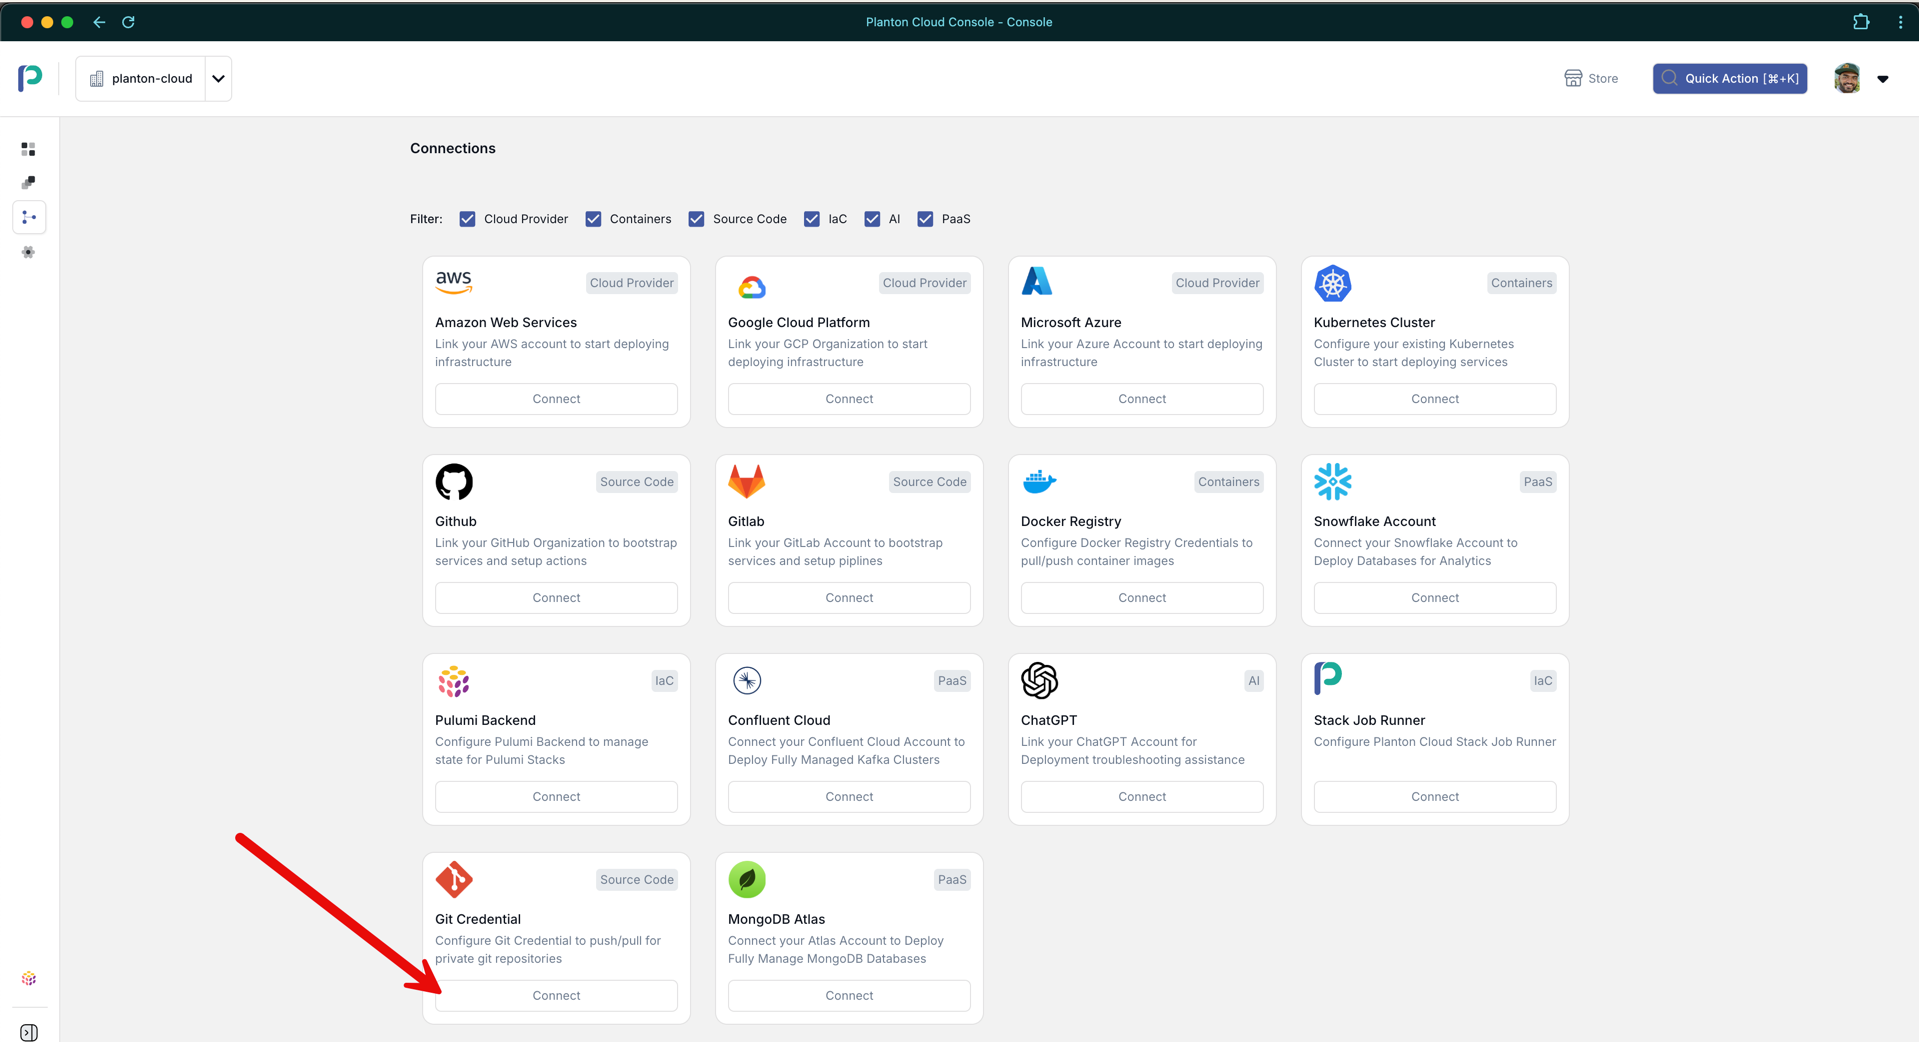 Planton Cloud Console - Console
planton-cloud
Store
Quick Action [⌘+K]
Connections
Filter: Cloud Provider Containers Source Code IaC AI PaaS
aws
Cloud Provider
Amazon Web Services
Link your AWS account to start deploying
infrastructure
Connect
Cloud Provider
Google Cloud Platform
Link your GCP Organization to start
deploying infrastructure
Connect
Cloud Provider
Microsoft Azure
Link your Azure Account to start deploying
infrastructure
Connect
Containers
Kubernetes Cluster
Configure your existing Kubernetes
Cluster to start deploying services
Connect
Source Code
Github
Link your GitHub Organization to bootstrap
services and setup actions
Connect
Source Code
Gitlab
Link your GitLab Account to bootstrap
services and setup piplines
Connect
Containers
Docker Registry
Configure Docker Registry Credentials to
pull/push container images
Connect
PaaS
Snowflake Account
Connect your Snowflake Account to
Deploy Databases for Analytics
Connect
IaC
Pulumi Backend
Configure Pulumi Backend to manage
state for Pulumi Stacks
Connect
PaaS
Confluent Cloud
Connect your Confluent Cloud Account to
Deploy Fully Managed Kafka Clusters
Connect
AI
ChatGPT
Link your ChatGPT Account for
Deployment troubleshooting assistance
Connect
IaC
Stack Job Runner
Configure Planton Cloud Stack Job Runner
Connect
Source Code
Git Credential
Configure Git Credential to push/pull for
private git repositories
Connect
PaaS
MongoDB Atlas
Connect your Atlas Account to Deploy
Fully Manage MongoDB Databases
Connect